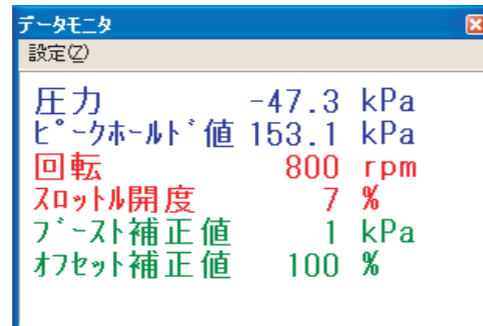 データモニタ
設定(Z)
圧力 -47.3 kPa
ﾋﾟｰｸﾎｰﾙﾄﾞ値 153.1 kPa
回転 800 rpm
ｽﾛｯﾄﾙ開度 7 %
ﾌﾞｰｽﾄ補正値 1 kPa
ｵﾌｾｯﾄ補正値 100 %